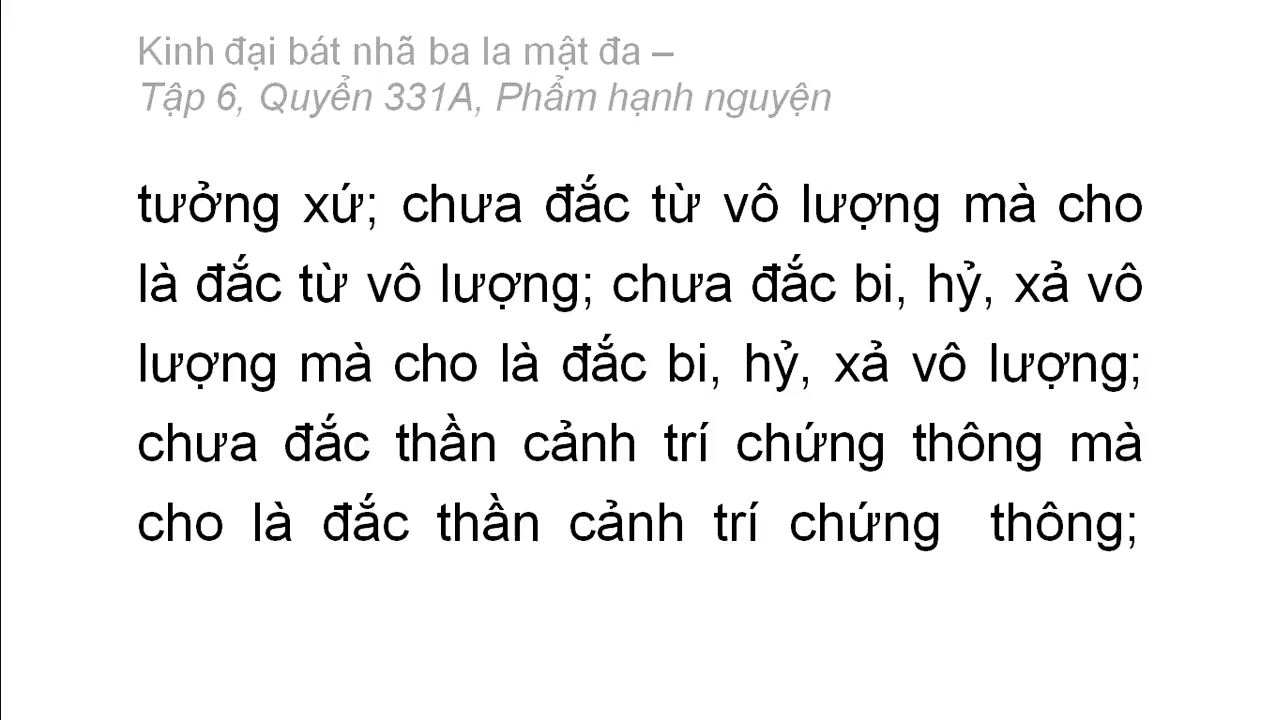 Kinh đại bát nhã ba la mật đa –
Tập 6, Quyển 331A, Phẩm hạnh nguyện
tưởng xứ; chưa đắc từ vô lượng mà cho
là đắc từ vô lượng; chưa đắc bi, hỷ, xả vô
lượng mà cho là đắc bi, hỷ, xả vô lượng;
chưa đắc thần cảnh trí chứng thông mà
cho là đắc thần cảnh trí chứng thông;